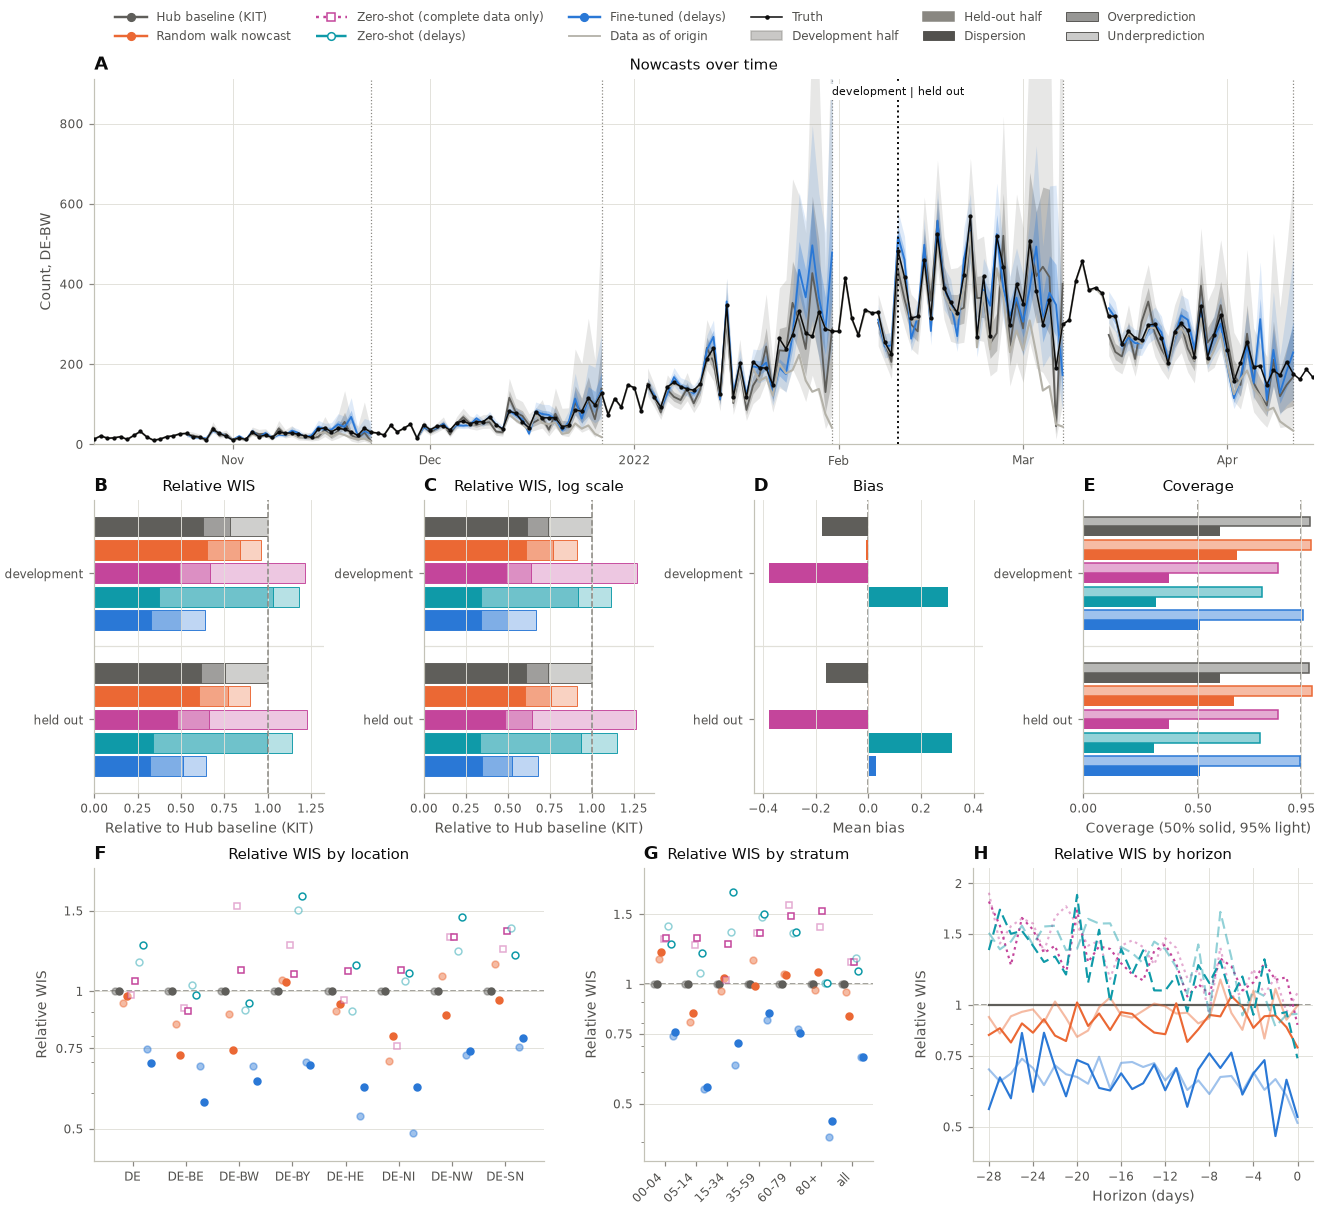 Hub baseline (KIT)
Random walk nowcast
Zero-shot (complete data only)
Zero-shot (delays)
Fine-tuned (delays)
Data as of origin
Truth
Development half
Held-out half
Dispersion
Overprediction
Underprediction
A Nowcasts over time
development | held out
Count, DE-BW
800
600
400
200
0
Nov Dec 2022 Feb Mar Apr
B Relative WIS
development
held out
0.00 0.25 0.50 0.75 1.00 1.25
Relative to Hub baseline (KIT)
C Relative WIS, log scale
development
held out
0.00 0.25 0.50 0.75 1.00 1.25
Relative to Hub baseline (KIT)
D Bias
development
held out
−0.4 −0.2 0.0 0.2 0.4
Mean bias
E Coverage
development
held out
0.00 0.50 0.95
Coverage (50% solid, 95% light)
F Relative WIS by location
Relative WIS
1.5
1
0.75
0.5
DE DE-BE DE-BW DE-BY DE-HE DE-NI DE-NW DE-SN
G Relative WIS by stratum
Relative WIS
1.5
1
0.75
0.5
00-04 05-14 15-34 35-59 60-79 80+ all
H Relative WIS by horizon
Relative WIS
2
1.5
1
0.75
0.5
−28 −24 −20 −16 −12 −8 −4 0
Horizon (days)